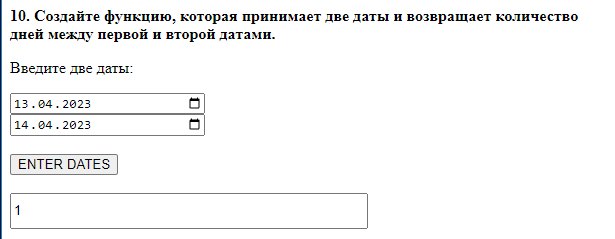 10. Создайте функцию, которая принимает две даты и возвращает количество
дней между первой и второй датами.
Введите две даты:
13.04.2023
14.04.2023
ENTER DATES
1